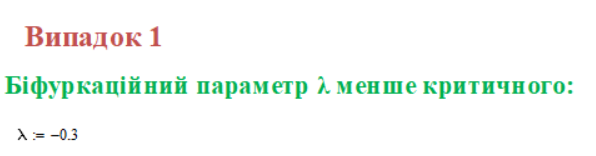 Випадок 1
Біфуркаційний параметр λ менше критичного:
λ := −0.3